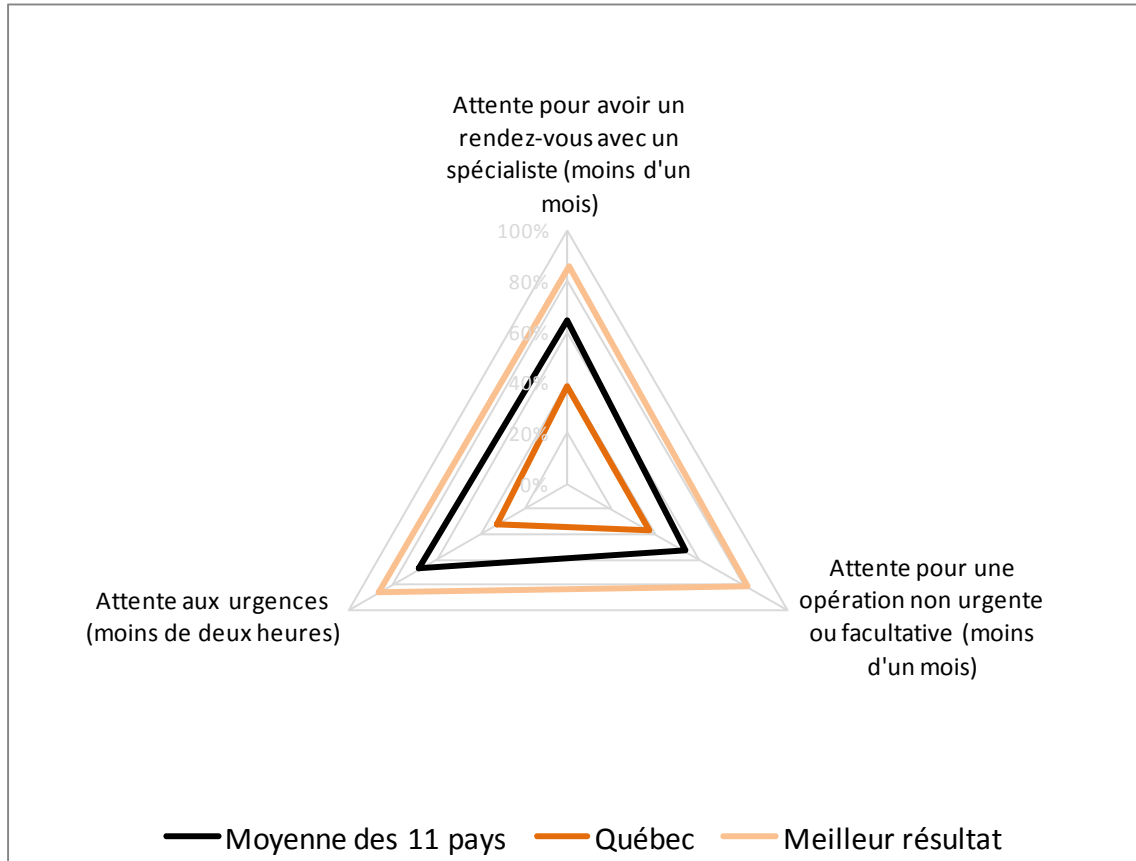 Attente pour avoir un
rendez-vous avec un
spécialiste (moins d'un
mois)
100%
80%
60%
40%
20%
0%
Attente aux urgences
(moins de deux heures)
Attente pour une
opération non urgente
ou facultative (moins
d'un mois)
Moyenne des 11 pays Québec Meilleur résultat